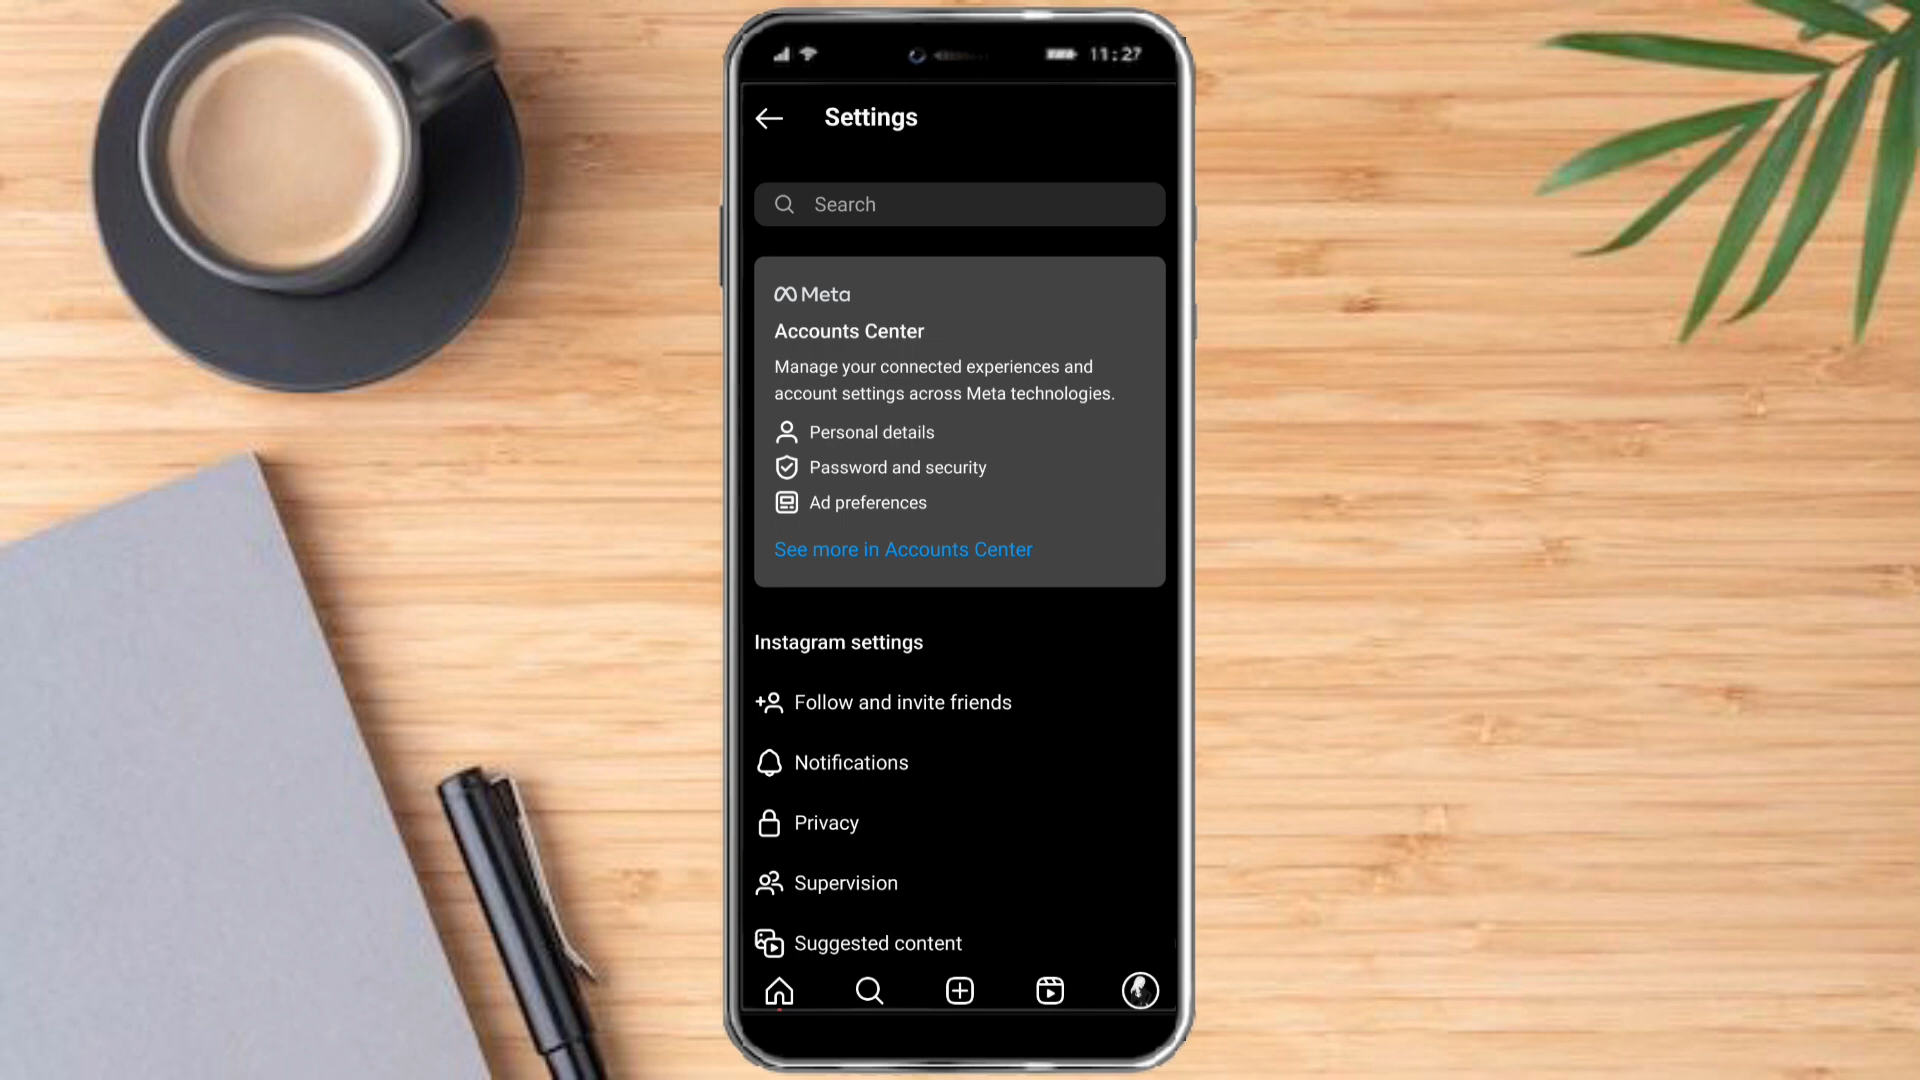 11:27
Settings
Search
Meta
Accounts Center
Manage your connected experiences and
account settings across Meta technologies.
Personal details
Password and security
Ad preferences
See more in Accounts Center
Instagram settings
Follow and invite friends
Notifications
Privacy
Supervision
Suggested content